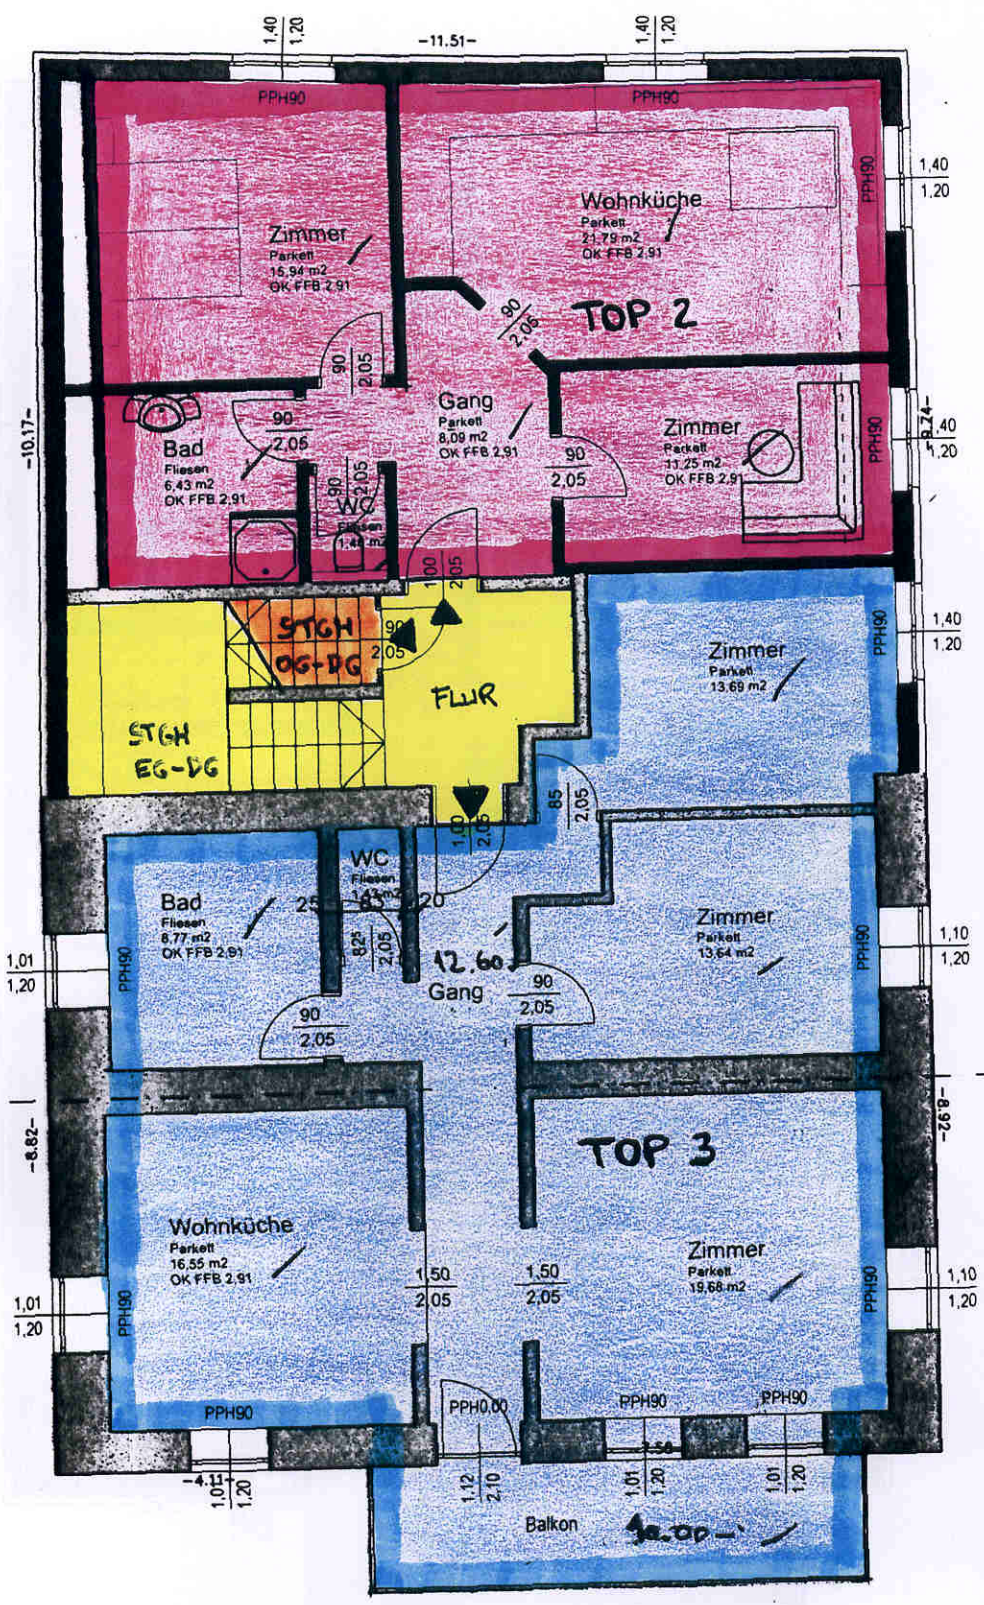 1,40
1,20
-11.51-
1,40
1,20
PPH90
PPH90
Zimmer
Parkett
15,94 m2
OK FFB 2,91
Wohnküche
Parkett
21,79 m2
OK FFB 2,91
PPH90
1,40
1,20
TOP 2
90
2,05
90
2,05
-10.17-
Bad
Fliesen
6,43 m2
OK FFB 2,91
90
2,05
Gang
Parkett
8,09 m2
OK FFB 2,91
90
2,05
WC
Fliesen
90
2,05
Zimmer
Parkett
11,25 m2
OK FFB 2,91
PPH90
1,40
1,20
1,00
2,05
STGH
OG-DG
90
2,05
FLUR
STGH
EG-DG
Zimmer
Parkett
13,69 m2
PPH90
1,40
1,20
85
2,05
1,00
2,05
WC
Fliesen
1,43 m2
Bad
Fliesen
8,77 m2
OK FFB 2,91
25
20
82⁵
2,05
12.60
Gang
90
2,05
90
2,05
Zimmer
Parkett
13,64 m2
PPH90
1,10
1,20
1,01
1,20
PPH90
-8.82-
-8.92-
TOP 3
Wohnküche
Parkett
16,55 m2
OK FFB 2,91
1,50
2,05
1,50
2,05
Zimmer
Parkett
19,68 m2
PPH90
1,10
1,20
1,01
1,20
PPH90
PPH90
PPH0,00
PPH90
PPH90
-4.11-
1,01
1,20
1,12
2,10
1,01
1,20
1,01
1,20
Balkon